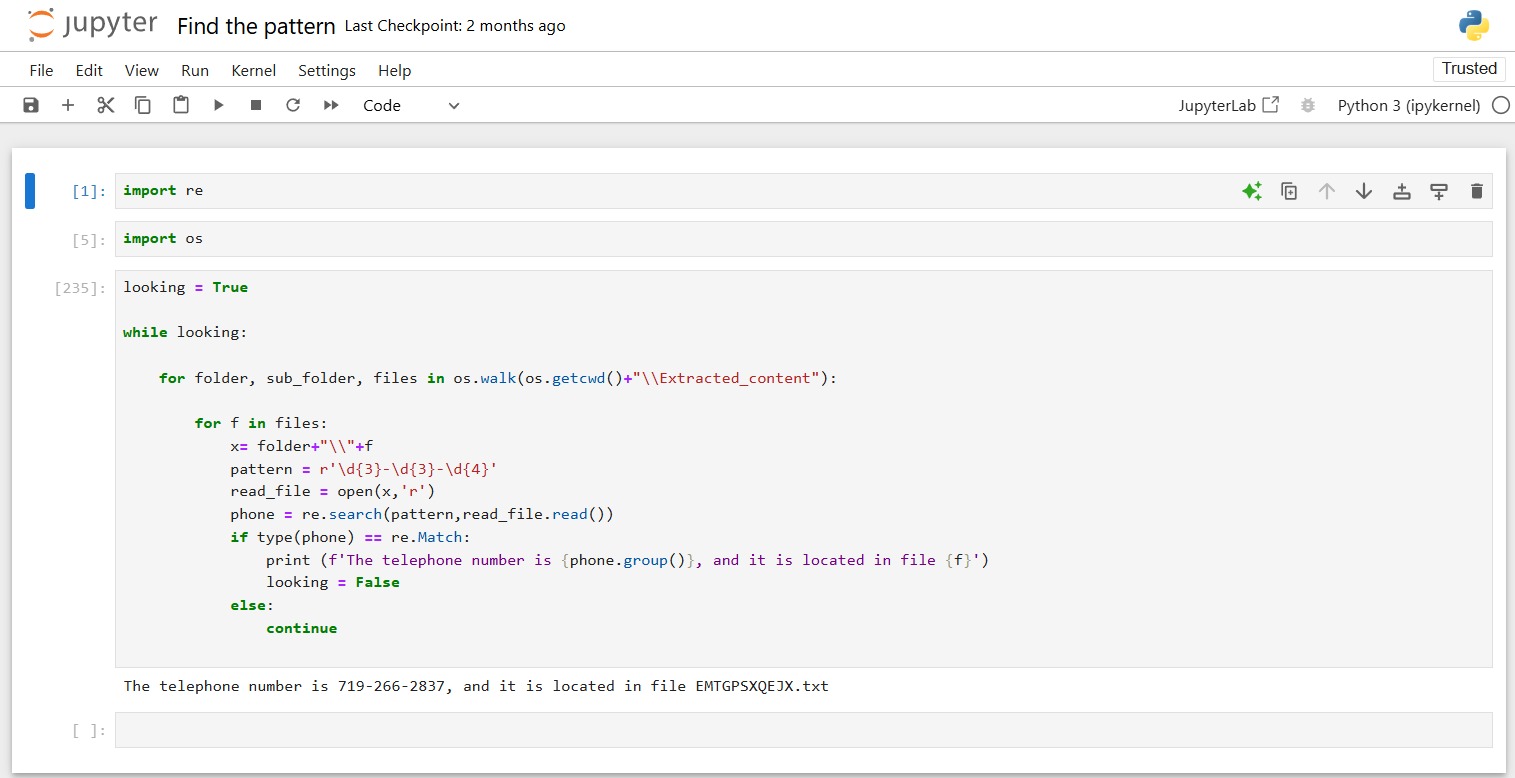 jupyter Find the pattern Last Checkpoint: 2 months ago
File Edit View Run Kernel Settings Help Trusted
Code JupyterLab Python 3 (ipykernel)
[1]: import re
[5]: import os
[235]: looking = True
while looking:
    for folder, sub_folder, files in os.walk(os.getcwd()+"\\Extracted_content"):
        for f in files:
            x= folder+"\\"+f
            pattern = r'\d{3}-\d{3}-\d{4}'
            read_file = open(x,'r')
            phone = re.search(pattern,read_file.read())
            if type(phone) == re.Match:
                print (f'The telephone number is {phone.group()}, and it is located in file {f}')
                looking = False
            else:
                continue
The telephone number is 719-266-2837, and it is located in file EMTGPSXQEJX.txt
[ ]: